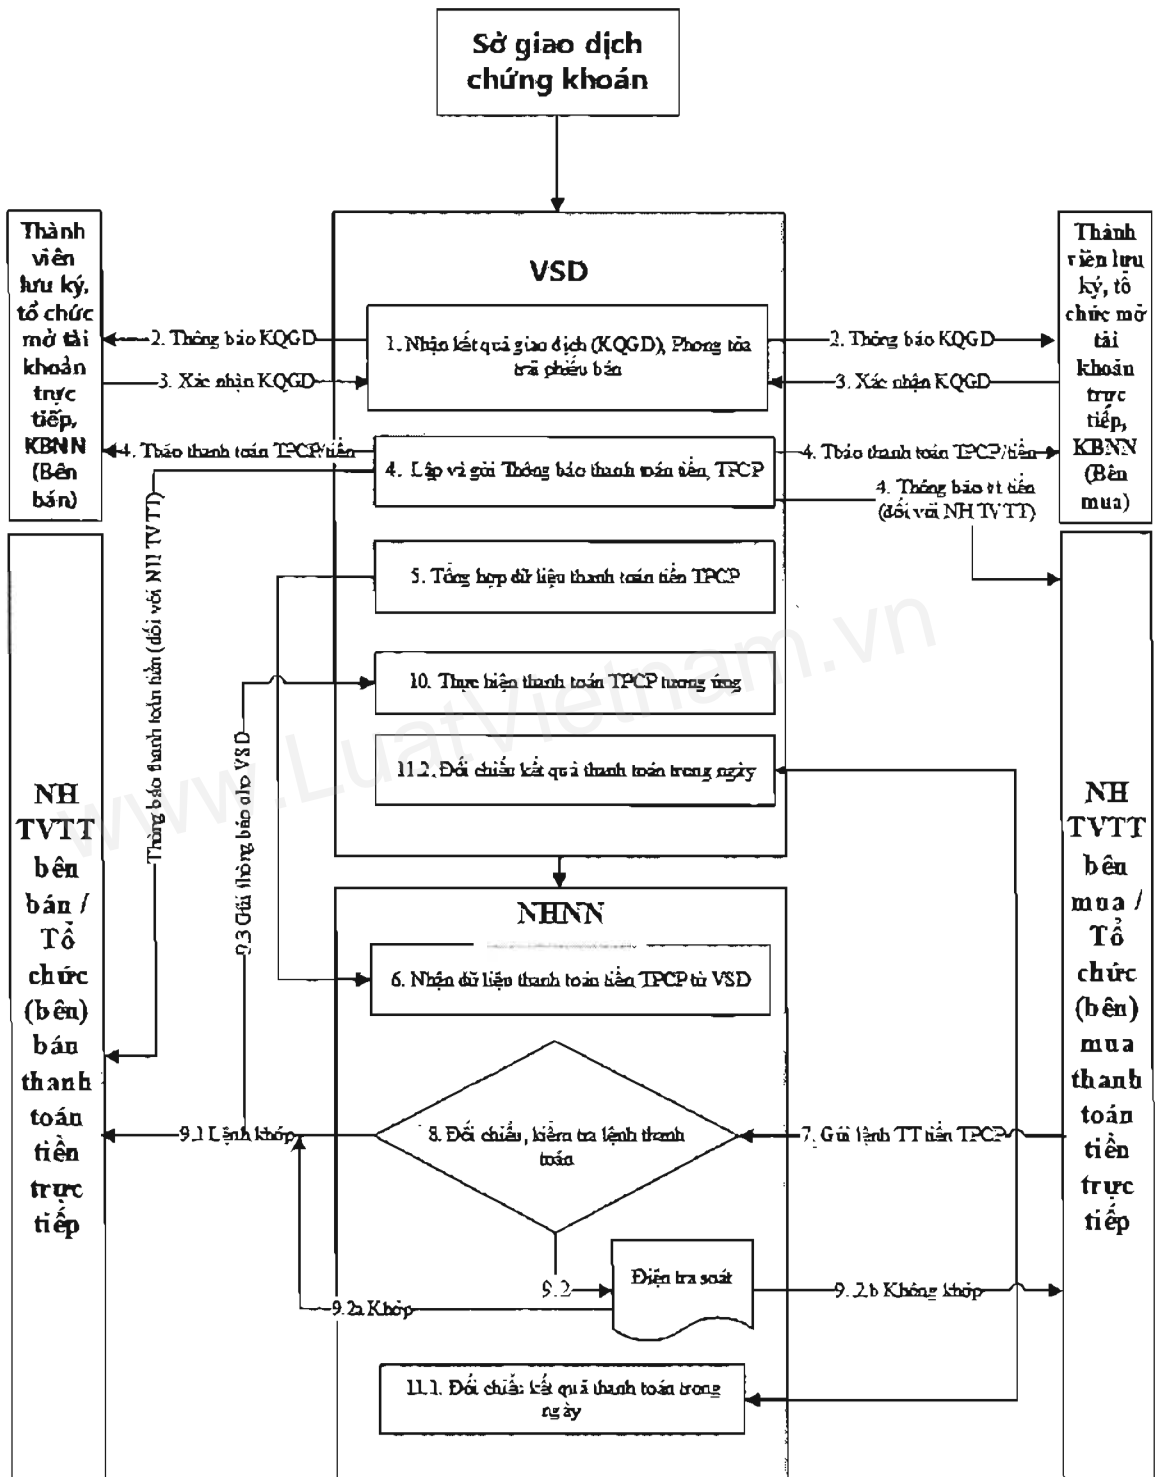 Sở giao dịch
chứng khoán
Thành
viên
lưu ký,
tổ chức
mở tài
khoản
trực
tiếp,
KBNN
(Bên
bán)
VSD
Thành
viên lưu
ký, tổ
chức mở
tài
khoản
trực
tiếp,
KBNN
(Bên
mua)
2. Thông báo KQGD
1. Nhận kết quả giao dịch (KQGD), Phong tỏa
trái phiếu bán
2. Thông báo KQGD
3. Xác nhận KQGD
3. Xác nhận KQGD
4. Tbáo thanh toán TPCP/tiền
4. Lập và gửi Thông báo thanh toán tiền, TPCP
4. Tbáo thanh toán TPCP/tiền
4. Thông báo tt tiền
(đối với NH TVTT)
Thông báo thanh toán tiền (đối với NH TVTT)
5. Tổng hợp dữ liệu thanh toán tiền TPCP
10. Thực hiện thanh toán TPCP tương ứng
9.3 Gửi thông báo cho VSD
11.2. Đối chiếu kết quả thanh toán trong ngày
NH
TVTT
bên
bán /
Tổ
chức
(bên)
bán
thanh
toán
tiền
trực
tiếp
NH
TVTT
bên
mua /
Tổ
chức
(bên)
mua
thanh
toán
tiền
trực
tiếp
NHNN
6. Nhận dữ liệu thanh toán tiền TPCP từ VSD
9.1 Lệnh khớp
8. Đối chiếu, kiểm tra lệnh thanh
toán
7. Gửi lệnh TT tiền TPCP
9.2
Điện tra soát
9.2a Khớp
9.2b Không khớp
11.1. Đối chiếu kết quả thanh toán trong
ngày
www.LuatVietnam.vn